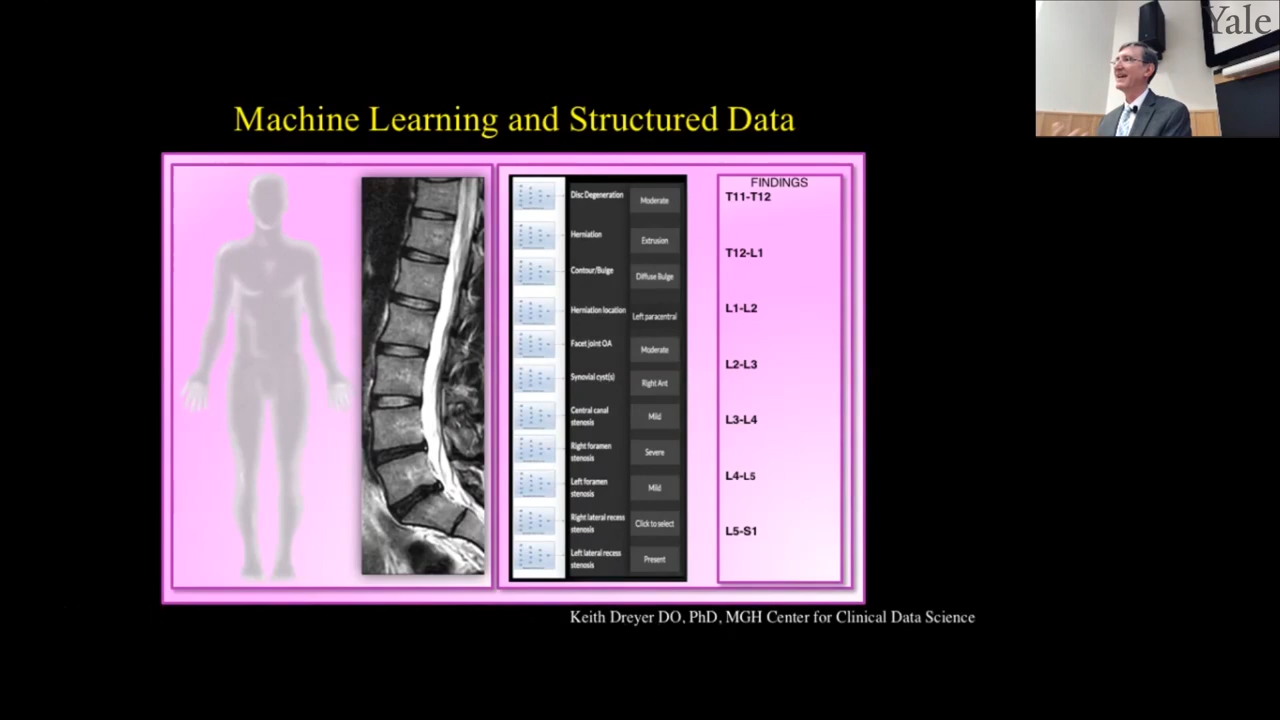 Yale
Machine Learning and Structured Data
Disc Degeneration
Moderate
Herniation
Extrusion
Contour/Bulge
Diffuse Bulge
Herniation location
Left paracentral
Facet joint OA
Moderate
Synovial cyst(s)
Right Ant
Central canal
stenosis
Mild
Right foramen
stenosis
Severe
Left foramen
stenosis
Mild
Right lateral recess
stenosis
Click to select
Left lateral recess
stenosis
Present
FINDINGS
T11-T12
T12-L1
L1-L2
L2-L3
L3-L4
L4-L5
L5-S1
Keith Dreyer DO, PhD, MGH Center for Clinical Data Science